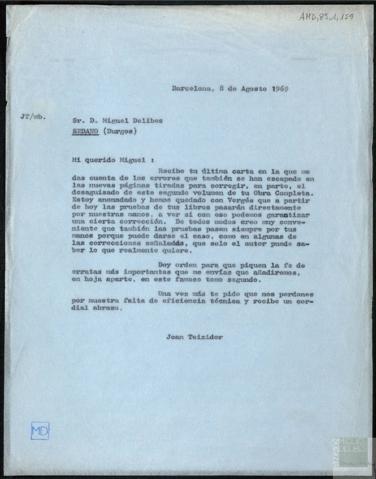 AMD,85,1,159
Barcelona, 8 de Agosto 1969
JT/mb.
Sr. D. Miguel Delibes
SEDANO (Burgos)
Mi querido Miguel :
Recibo tu última carta en la que me
das cuenta de los errores que también se han escapado en
las nuevas páginas tiradas para corregir, en parte, el
desaguisado de este segundo volumen de tu Obra Completa.
Estoy anonadado y hemos quedado con Vergés que a partir
de hoy las pruebas de tus libros pasarán directamente
por nuestras manos, a ver si con eso podemos garantizar
una cierta corrección. De todos modos creo muy conve-
niente que también las pruebas pasen siempre por tus
manos porque puede darse el caso, como en algunas de
las correcciones señaladas, que solo el autor puede sa-
ber lo que realmente quiere.
Doy orden para que piquen la fe de
erratas más importantes que me envías que añadiremos,
en hoja aparte, en este famoso tomo segundo.
Una vez más te pido que nos perdones
por nuestra falta de eficiencia técnica y recibe un cor-
dial abrazo.
Joan Teixidor
MD